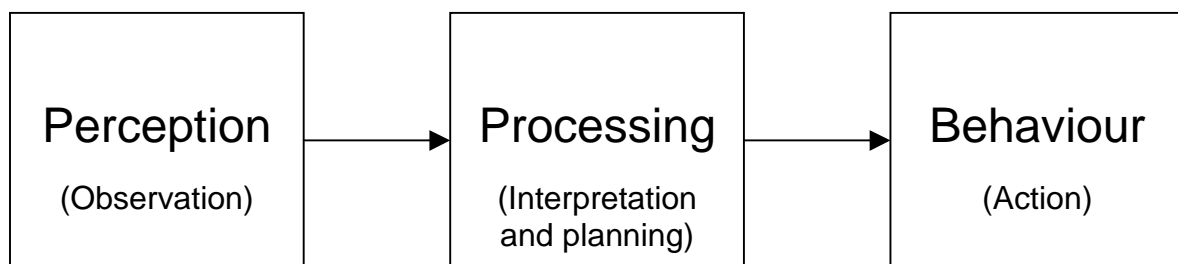 Perception
(Observation)
Processing
(Interpretation
and planning)
Behaviour
(Action)